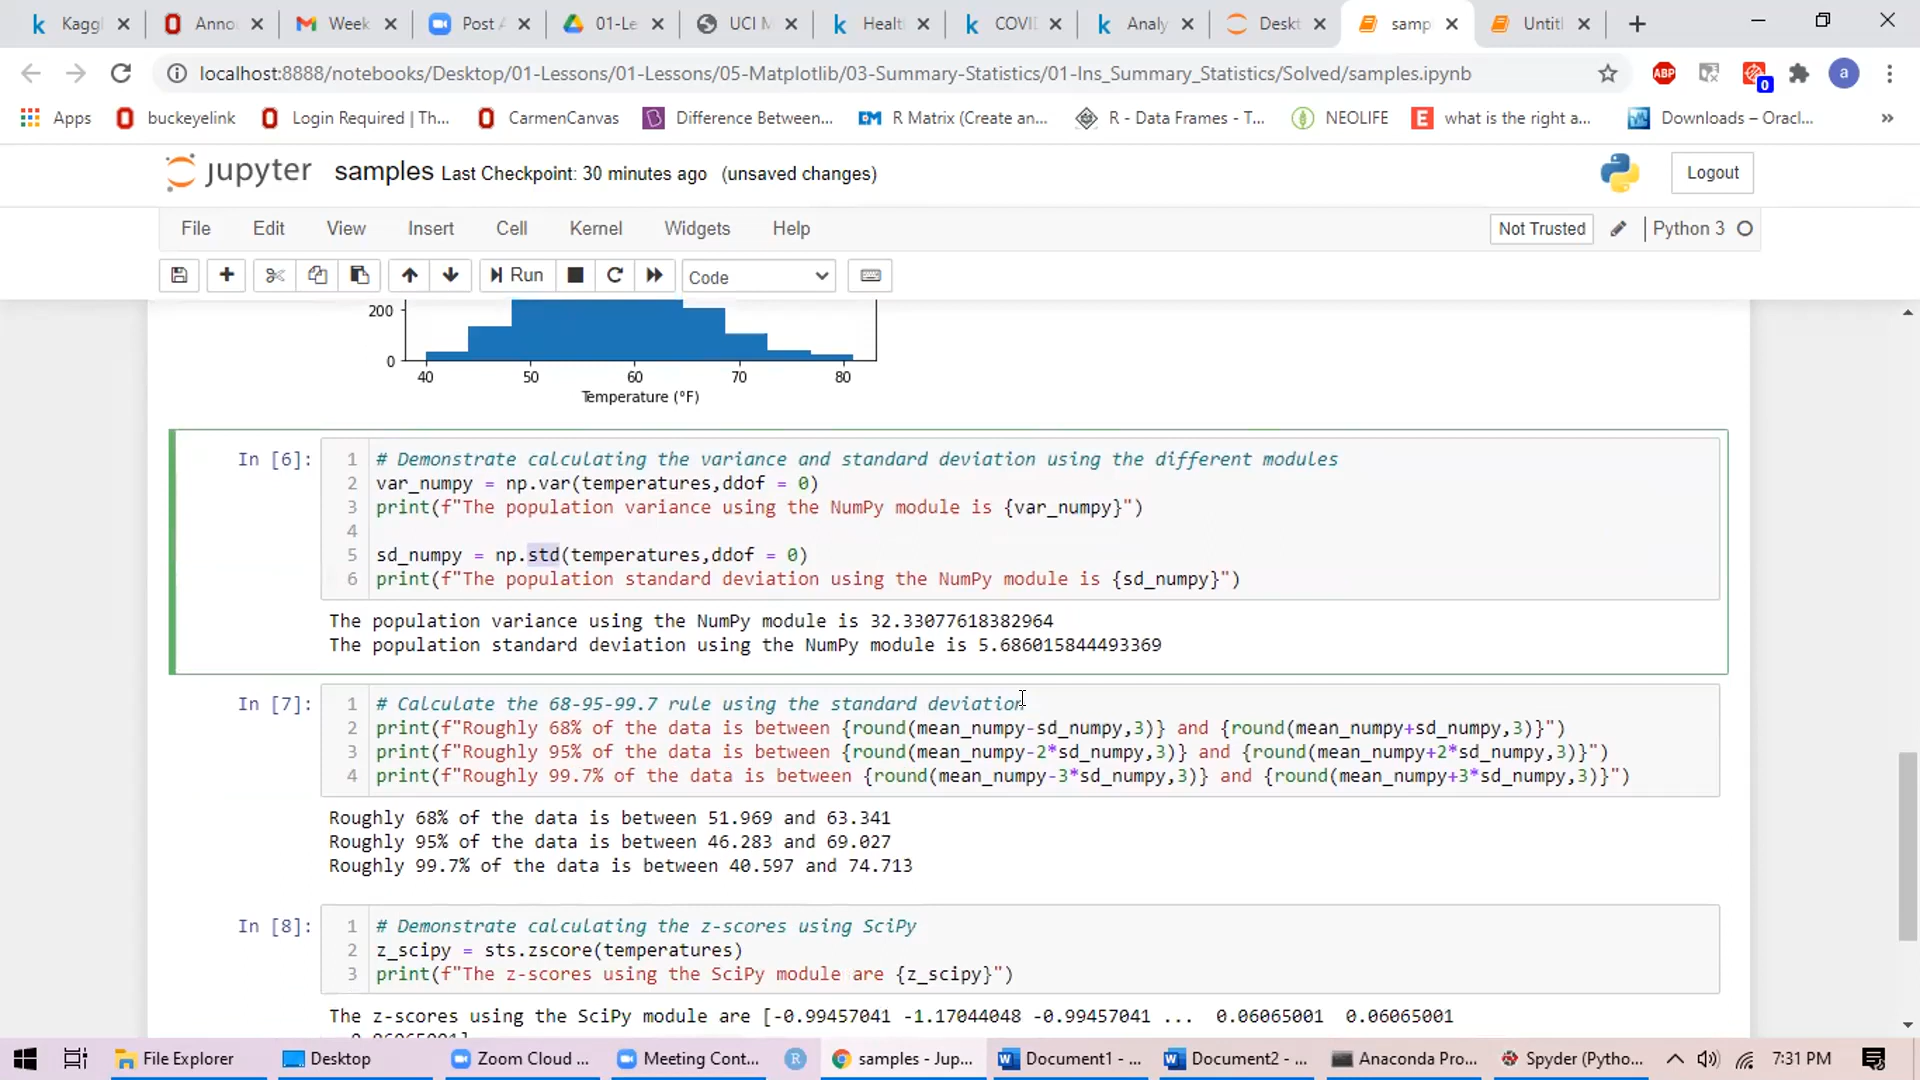 Kaggl
Anno
Week
Post A
01-Le
UCI M
Healt
COVI
Analy
Deskt
samp
Untitl
localhost:8888/notebooks/Desktop/01-Lessons/01-Lessons/05-Matplotlib/03-Summary-Statistics/01-Ins_Summary_Statistics/Solved/samples.ipynb
ABP
0
a
Apps
buckeyelink
Login Required | Th...
CarmenCanvas
Difference Between...
R Matrix (Create an...
R - Data Frames - T...
NEOLIFE
what is the right a...
Downloads – Oracl...
»
jupyter samples Last Checkpoint: 30 minutes ago (unsaved changes)
Logout
File Edit View Insert Cell Kernel Widgets Help
Not Trusted
Python 3
Run
Code
200
0
40 50 60 70 80
Temperature (°F)
In [6]:
1 # Demonstrate calculating the variance and standard deviation using the different modules
2 var_numpy = np.var(temperatures,ddof = 0)
3 print(f"The population variance using the NumPy module is {var_numpy}")
4
5 sd_numpy = np.std(temperatures,ddof = 0)
6 print(f"The population standard deviation using the NumPy module is {sd_numpy}")
The population variance using the NumPy module is 32.33077618382964
The population standard deviation using the NumPy module is 5.686015844493369
In [7]:
1 # Calculate the 68-95-99.7 rule using the standard deviation
2 print(f"Roughly 68% of the data is between {round(mean_numpy-sd_numpy,3)} and {round(mean_numpy+sd_numpy,3)}")
3 print(f"Roughly 95% of the data is between {round(mean_numpy-2*sd_numpy,3)} and {round(mean_numpy+2*sd_numpy,3)}")
4 print(f"Roughly 99.7% of the data is between {round(mean_numpy-3*sd_numpy,3)} and {round(mean_numpy+3*sd_numpy,3)}")
Roughly 68% of the data is between 51.969 and 63.341
Roughly 95% of the data is between 46.283 and 69.027
Roughly 99.7% of the data is between 40.597 and 74.713
In [8]:
1 # Demonstrate calculating the z-scores using SciPy
2 z_scipy = sts.zscore(temperatures)
3 print(f"The z-scores using the SciPy module are {z_scipy}")
The z-scores using the SciPy module are [-0.99457041 -1.17044048 -0.99457041 ... 0.06065001 0.06065001
File Explorer
Desktop
Zoom Cloud ...
Meeting Cont...
R
samples - Jup...
Document1 - ...
Document2 - ...
Anaconda Pro...
Spyder (Pytho...
7:31 PM